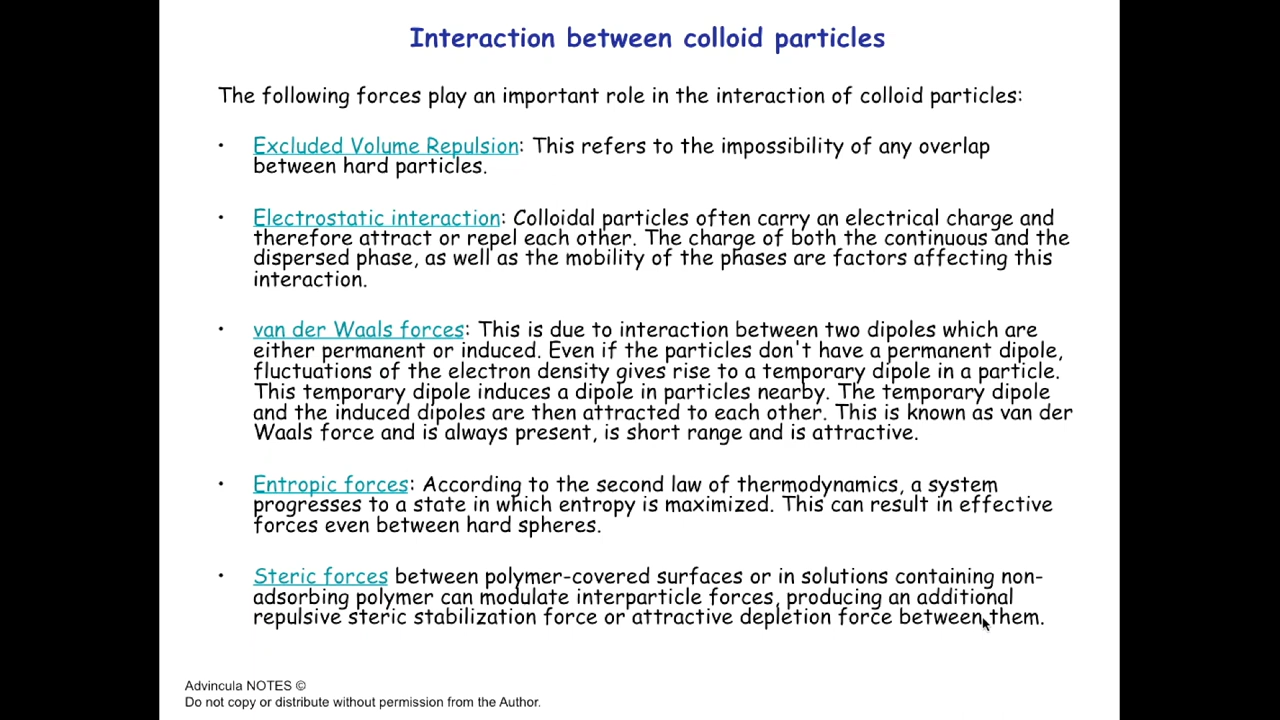 Interaction between colloid particles
The following forces play an important role in the interaction of colloid particles:
• Excluded Volume Repulsion: This refers to the impossibility of any overlap
between hard particles.
• Electrostatic interaction: Colloidal particles often carry an electrical charge and
therefore attract or repel each other. The charge of both the continuous and the
dispersed phase, as well as the mobility of the phases are factors affecting this
interaction.
• van der Waals forces: This is due to interaction between two dipoles which are
either permanent or induced. Even if the particles don't have a permanent dipole,
fluctuations of the electron density gives rise to a temporary dipole in a particle.
This temporary dipole induces a dipole in particles nearby. The temporary dipole
and the induced dipoles are then attracted to each other. This is known as van der
Waals force and is always present, is short range and is attractive.
• Entropic forces: According to the second law of thermodynamics, a system
progresses to a state in which entropy is maximized. This can result in effective
forces even between hard spheres.
• Steric forces between polymer-covered surfaces or in solutions containing non-
adsorbing polymer can modulate interparticle forces, producing an additional
repulsive steric stabilization force or attractive depletion force between them.
Advincula NOTES ©
Do not copy or distribute without permission from the Author.